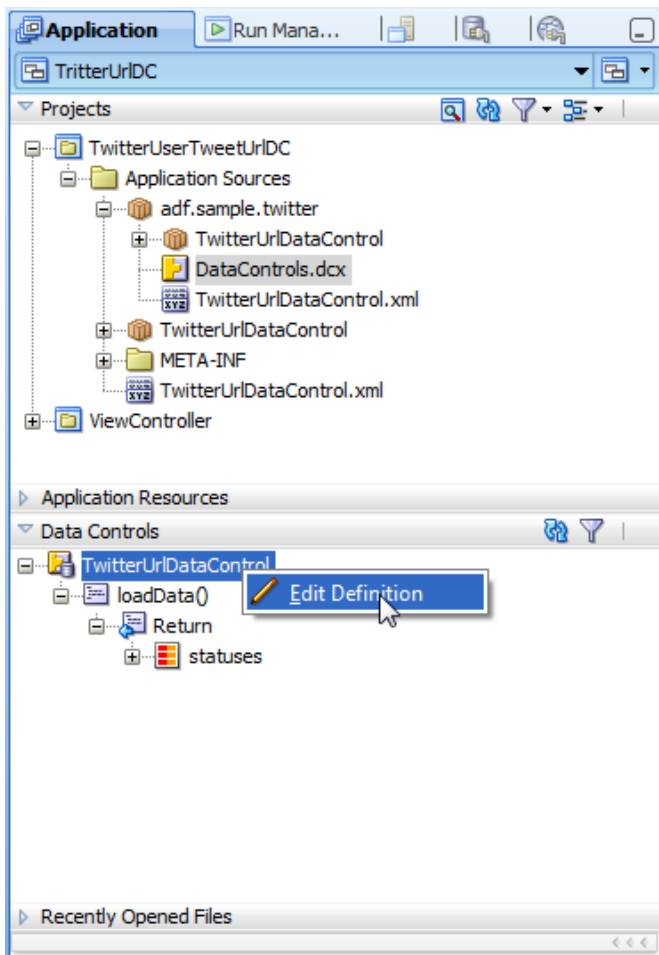 Application Run Mana...
TritterUrlDC
Projects
TwitterUserTweetUrlDC
Application Sources
adf.sample.twitter
TwitterUrlDataControl
DataControls.dcx
TwitterUrlDataControl.xml
TwitterUrlDataControl
META-INF
TwitterUrlDataControl.xml
ViewController
Application Resources
Data Controls
TwitterUrlDataControl
loadData()
Edit Definition
Return
statuses
Recently Opened Files